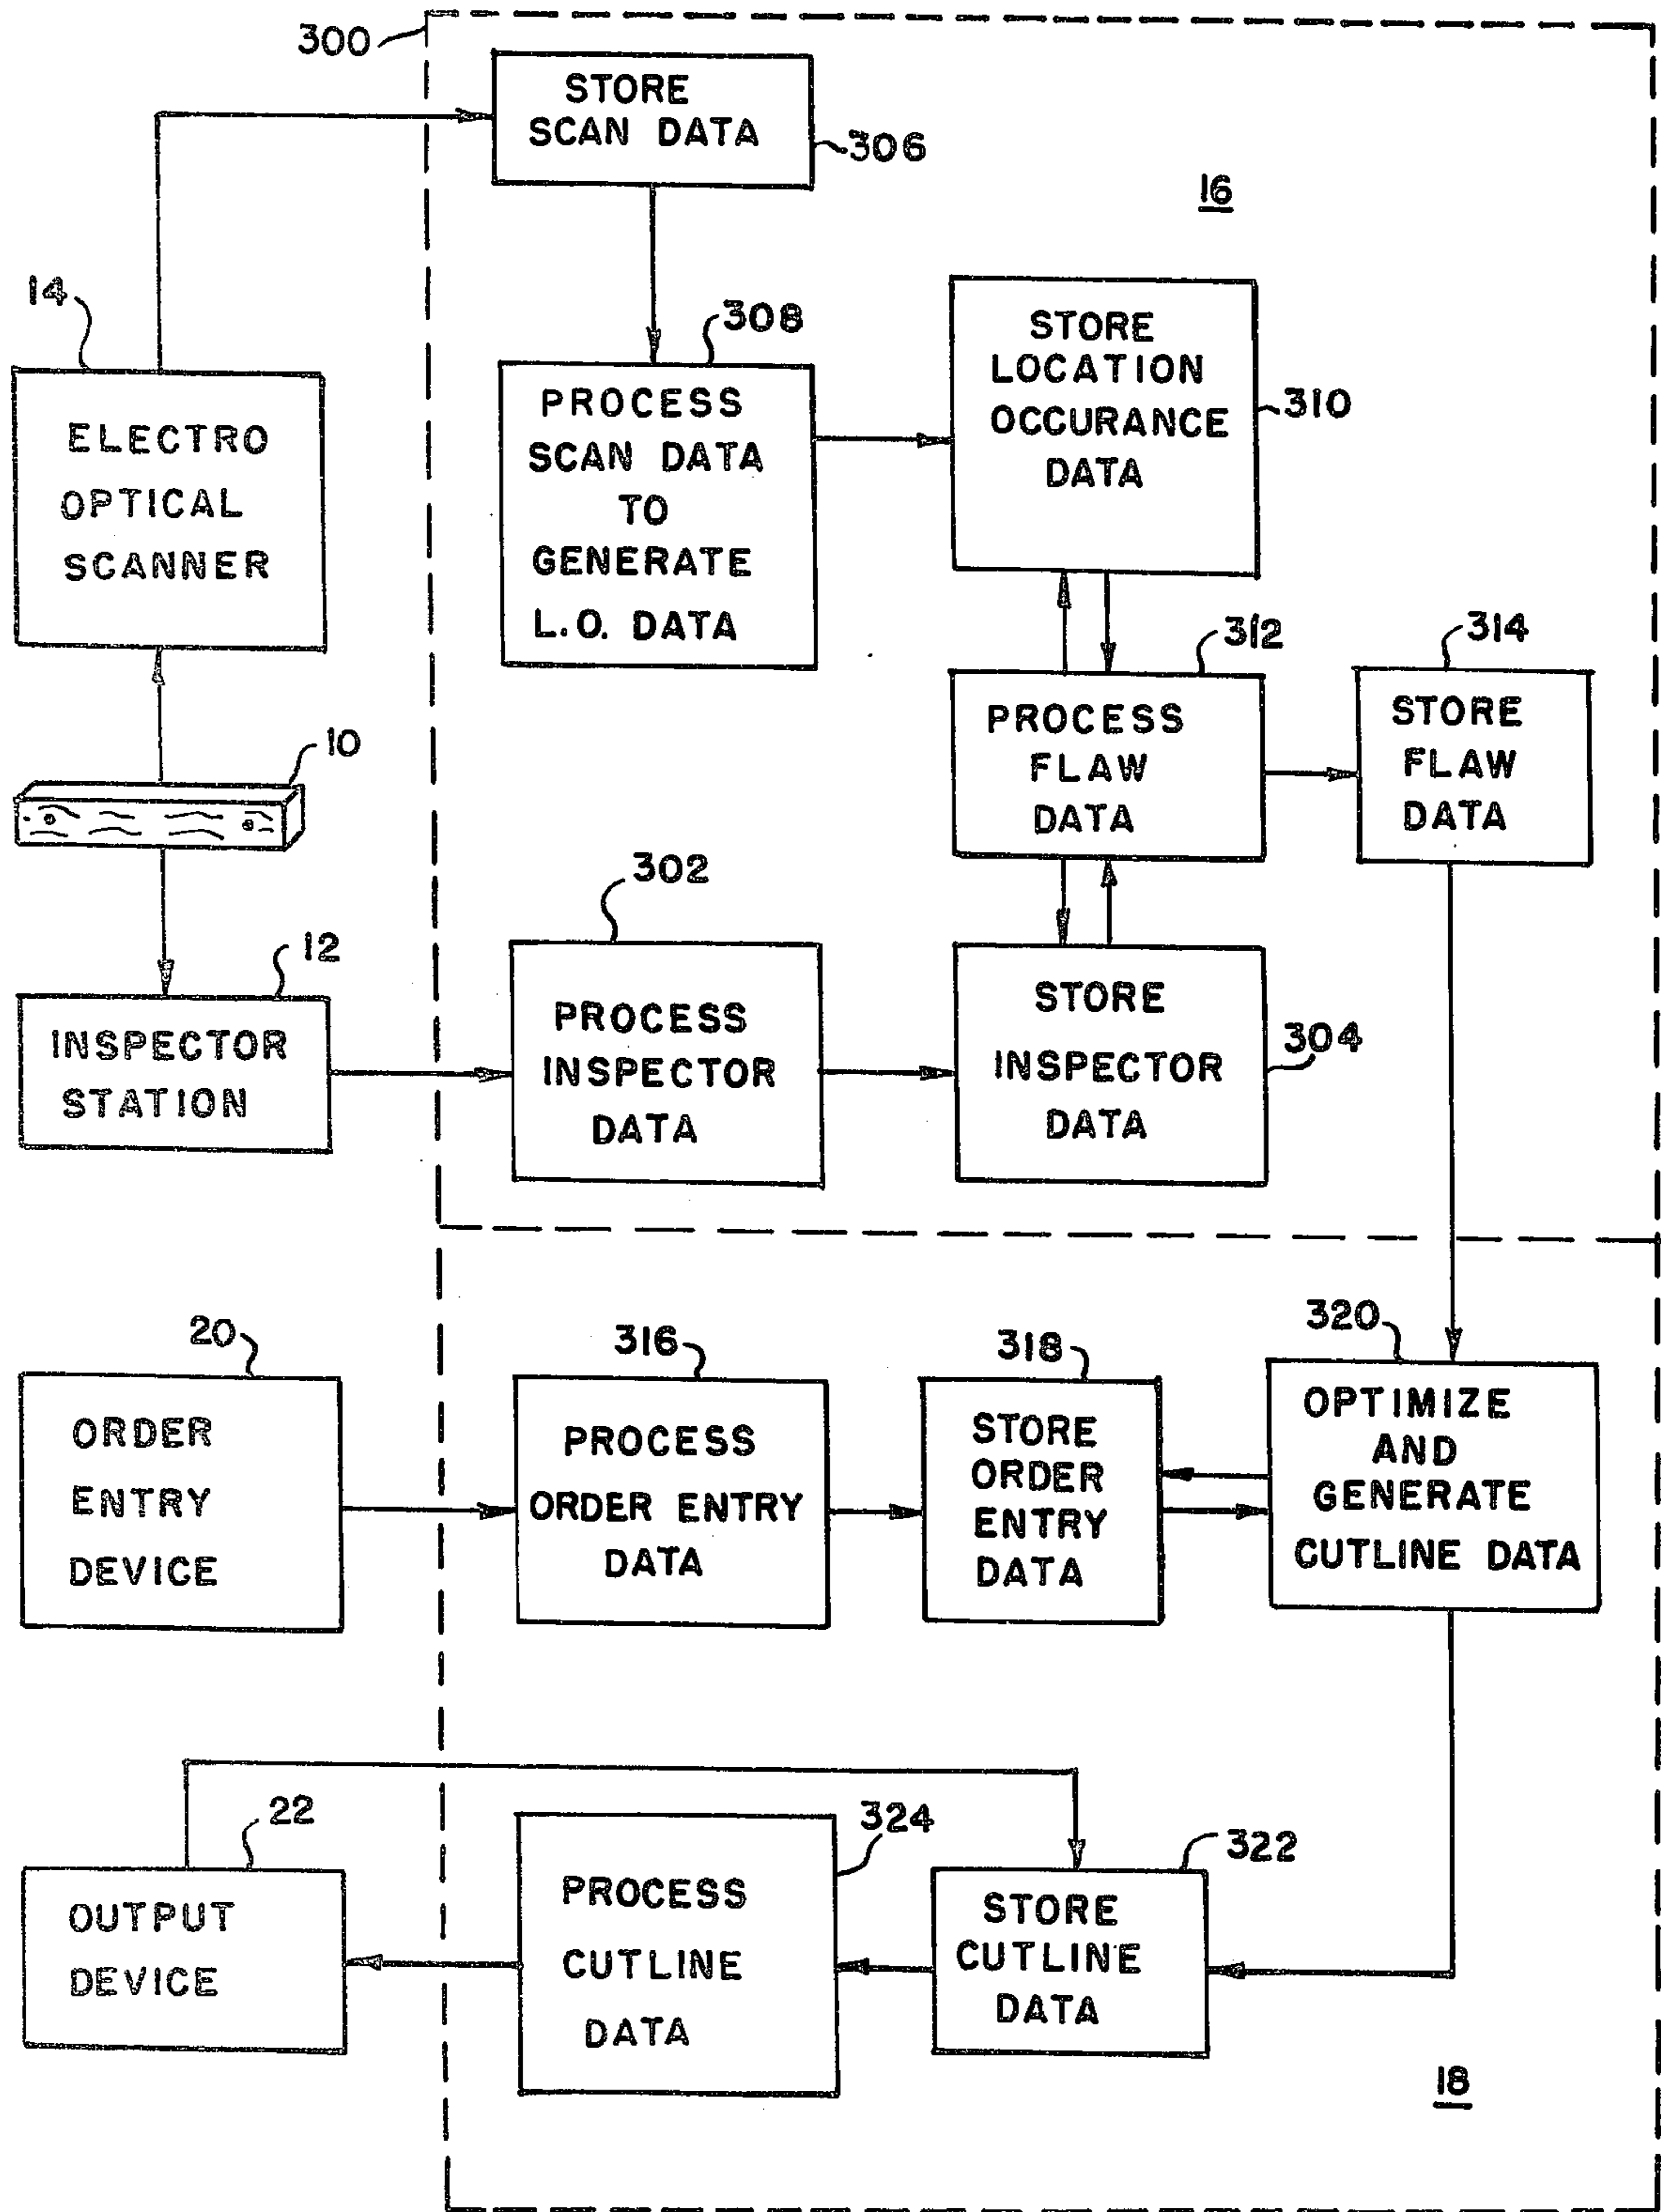 300
STORE
SCAN DATA
306
16
14
ELECTRO
OPTICAL
SCANNER
308
PROCESS
SCAN DATA
TO
GENERATE
L.O. DATA
STORE
LOCATION
OCCURANCE
DATA
310
312
PROCESS
FLAW
DATA
314
STORE
FLAW
DATA
10
12
INSPECTOR
STATION
302
PROCESS
INSPECTOR
DATA
STORE
INSPECTOR
DATA
304
20
ORDER
ENTRY
DEVICE
316
PROCESS
ORDER ENTRY
DATA
318
STORE
ORDER
ENTRY
DATA
320
OPTIMIZE
AND
GENERATE
CUTLINE DATA
22
OUTPUT
DEVICE
324
PROCESS
CUTLINE
DATA
322
STORE
CUTLINE
DATA
18